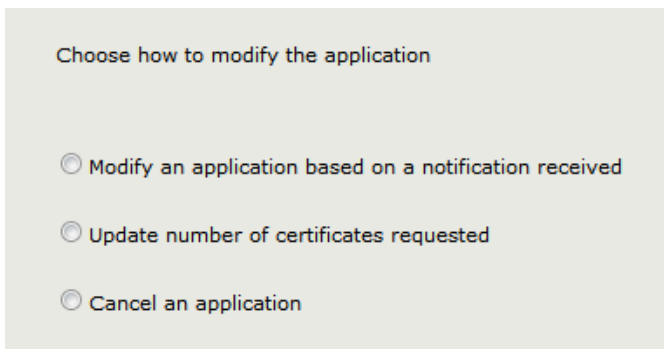 Choose how to modify the application
Modify an application based on a notification received
Update number of certificates requested
Cancel an application